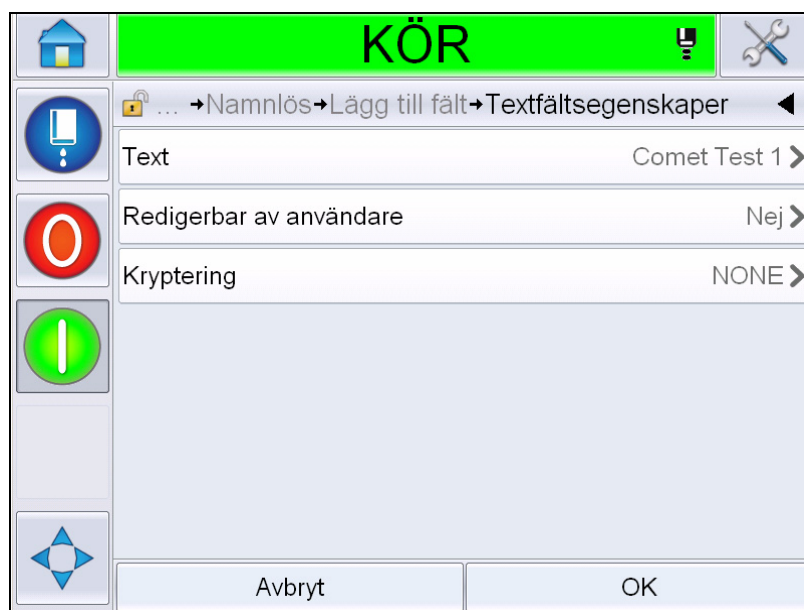 KÖR
... →Namnlös→Lägg till fält→Textfältsegenskaper
Text Comet Test 1
Redigerbar av användare Nej
Kryptering NONE
Avbryt OK